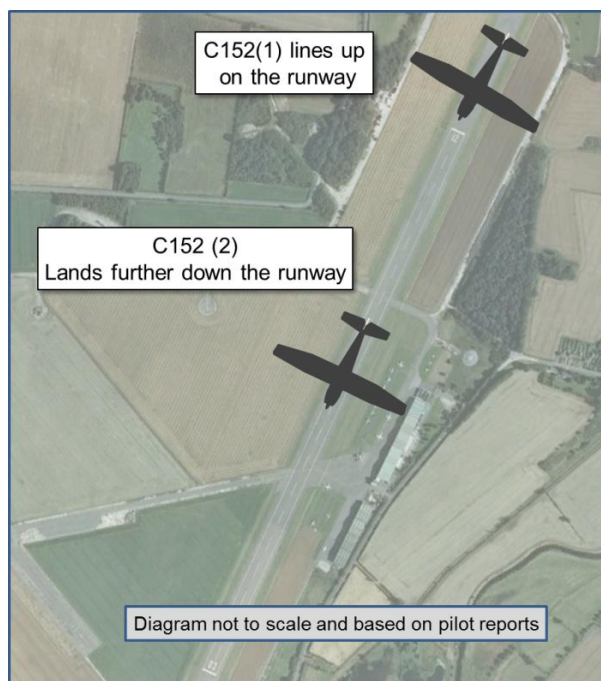 C152(1) lines up
on the runway
C152 (2)
Lands further down the runway
Diagram not to scale and based on pilot reports